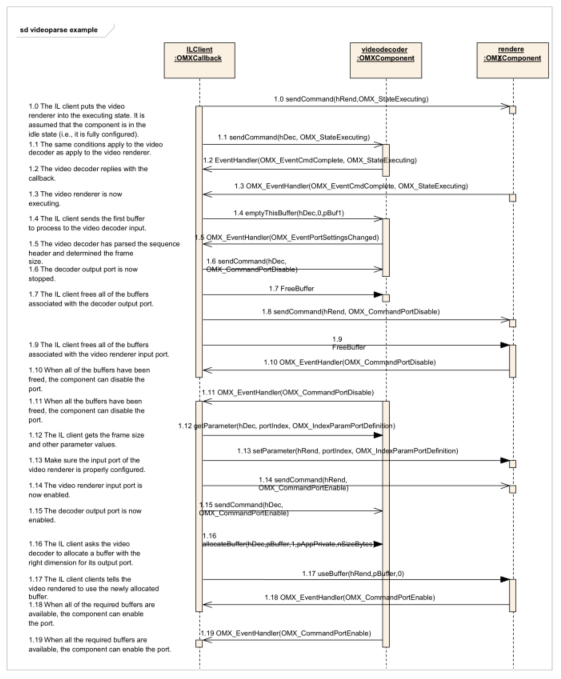 sd videoparse example
ILClient
:OMXCallback
videodecoder
:OMXComponent
rendere
:OMXComponent
1.0 The IL client puts the video
renderer into the executing state. It is
assumed that the component is in the
idle state (i.e., it is fully configured).
1.1 The same conditions apply to the video
decoder as apply to the video renderer.
1.2 The video decoder replies with the
callback.
1.3 The video renderer is now
executing.
1.4 The IL client sends the first buffer
to process to the video decoder input.
1.5 The video decoder has parsed the sequence
header and determined the frame
size.
1.6 The decoder output port is now
stopped.
1.7 The IL client frees all of the buffers
associated with the decoder output port.
1.9 The IL client frees all of the buffers
associated with the video renderer input port.
1.10 When all of the buffers have been
freed, the component can disable the
port.
1.11 When all the buffers have been
freed, the component can disable the
port.
1.12 The IL client gets the frame size
and other parameter values.
1.13 Make sure the input port of the
video renderer is properly configured.
1.14 The video renderer input port is
now enabled.
1.15 The decoder output port is now
enabled.
1.16 The IL client asks the video
decoder to allocate a buffer with the
right dimension for its output port.
1.17 The IL client clients tells the
video rendered to use the newly allocated
buffer.
1.18 When all of the required buffers are
available, the component can enable
the port.
1.19 When all the required buffers are
available, the component can enable the port.
1.0 sendCommand(hRend,OMX_StateExecuting)
1.1 sendCommand(hDec, OMX_StateExecuting)
1.2 EventHandler(OMX_EventCmdComplete, OMX_StateExecuting)
1.3 OMX_EventHandler(OMX_EventCmdComplete, OMX_StateExecuting)
1.4 emptyThisBuffer(hDec,0,pBuf1)
1.5 OMX_EventHandler(OMX_EventPortSettingsChanged)
1.6 sendCommand(hDec,
OMX_CommandPortDisable)
1.7 FreeBuffer
1.8 sendCommand(hRend, OMX_CommandPortDisable)
1.9
FreeBuffer
1.10 OMX_EventHandler(OMX_CommandPortDisable)
1.11 OMX_EventHandler(OMX_CommandPortDisable)
1.12 getParameter(hDec, portIndex, OMX_IndexParamPortDefinition)
1.13 setParameter(hRend, portIndex, OMX_IndexParamPortDefinition)
1.14 sendCommand(hRend,
OMX_CommandPortEnable)
1.15 sendCommand(hDec,
OMX_CommandPortEnable)
1.16
allocateBuffer(hDec,pBuffer,1,pAppPrivate,nSizeBytes)
1.17 useBuffer(hRend,pBuffer,0)
1.18 OMX_EventHandler(OMX_CommandPortEnable)
1.19 OMX_EventHandler(OMX_CommandPortEnable)